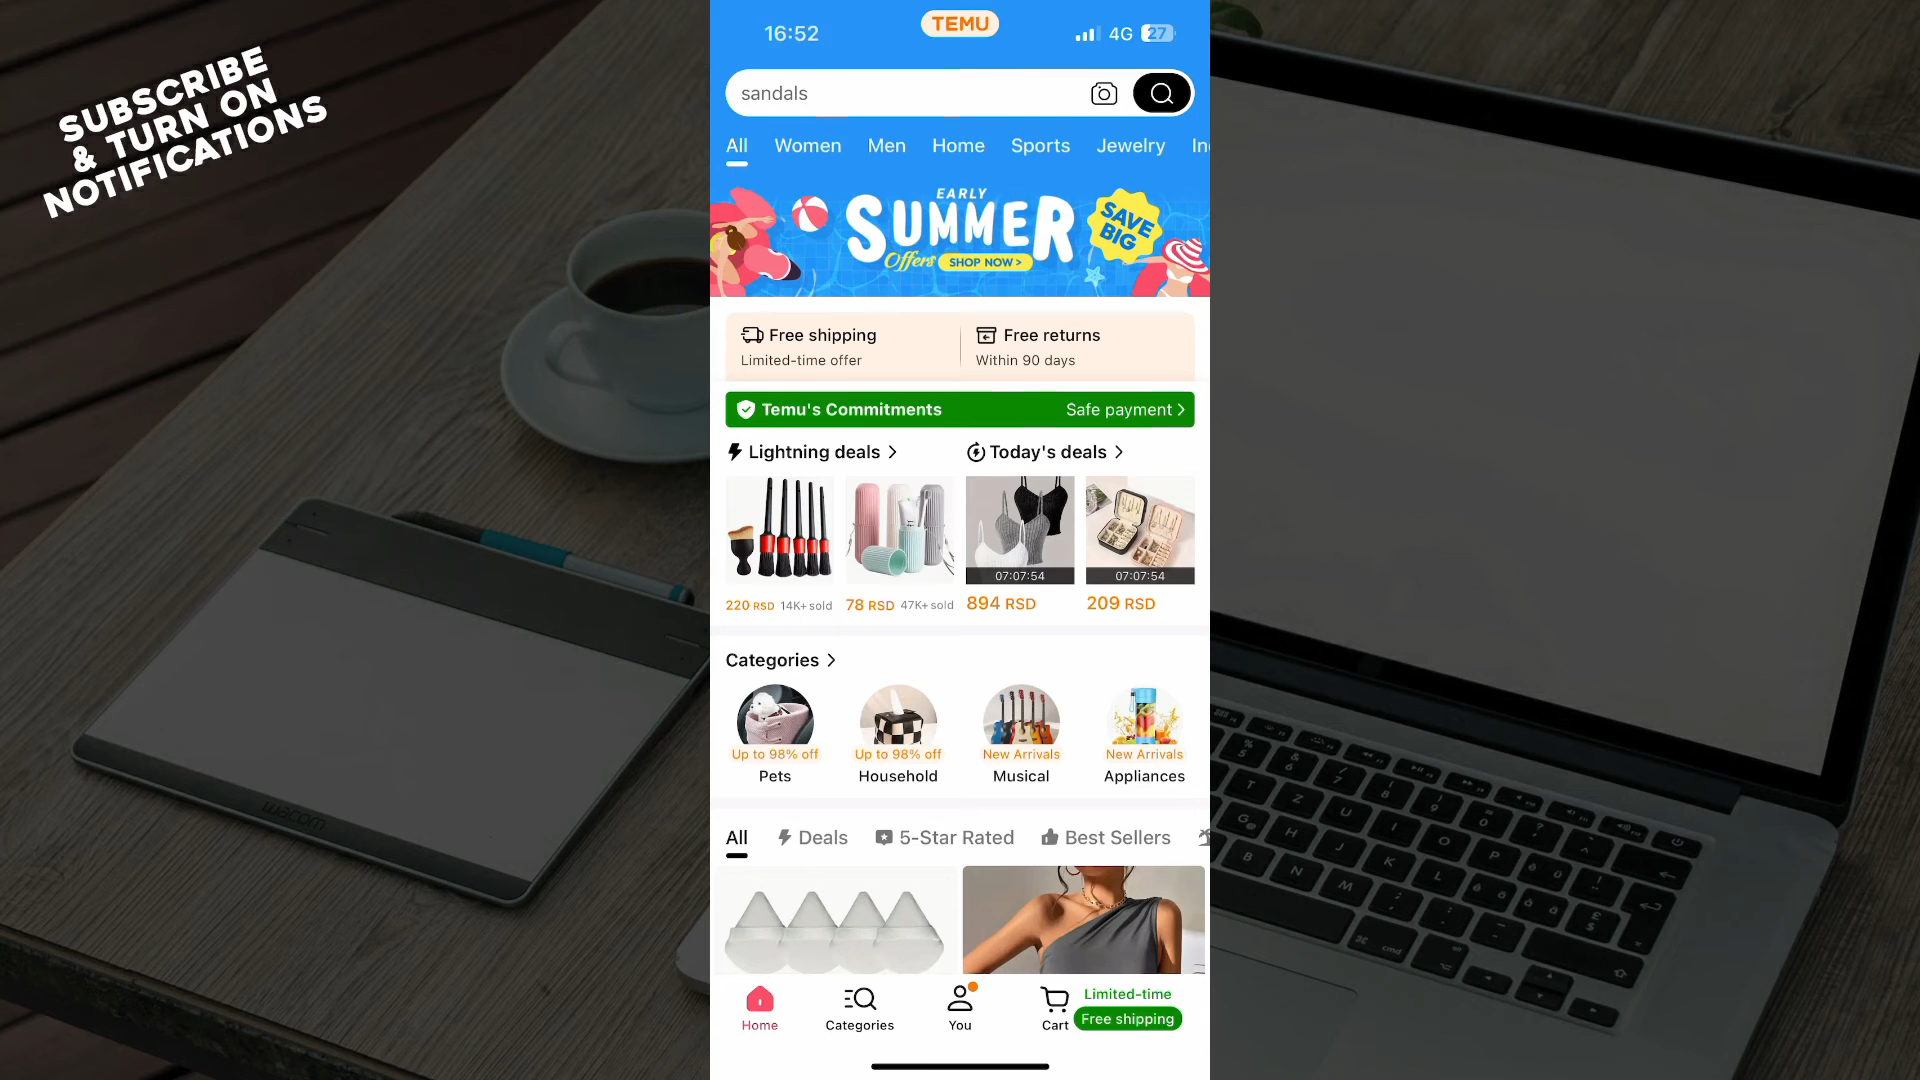 SUBSCRIBE
& TURN ON
NOTIFICATIONS
16:52
TEMU
4G
27
sandals
All Women Men Home Sports Jewelry In
EARLY
SUMMER
Offers SHOP NOW >
SAVE
BIG
Free shipping
Limited-time offer
Free returns
Within 90 days
Temu's Commitments
Safe payment >
Lightning deals >
Today's deals >
07:07:54
07:07:54
220 RSD 14K+ sold
78 RSD 47K+ sold
894 RSD
209 RSD
Categories >
Up to 98% off
Pets
Up to 98% off
Household
New Arrivals
Musical
New Arrivals
Appliances
All Deals 5-Star Rated Best Sellers
Home
Categories
You
Cart
Limited-time
Free shipping
wacom